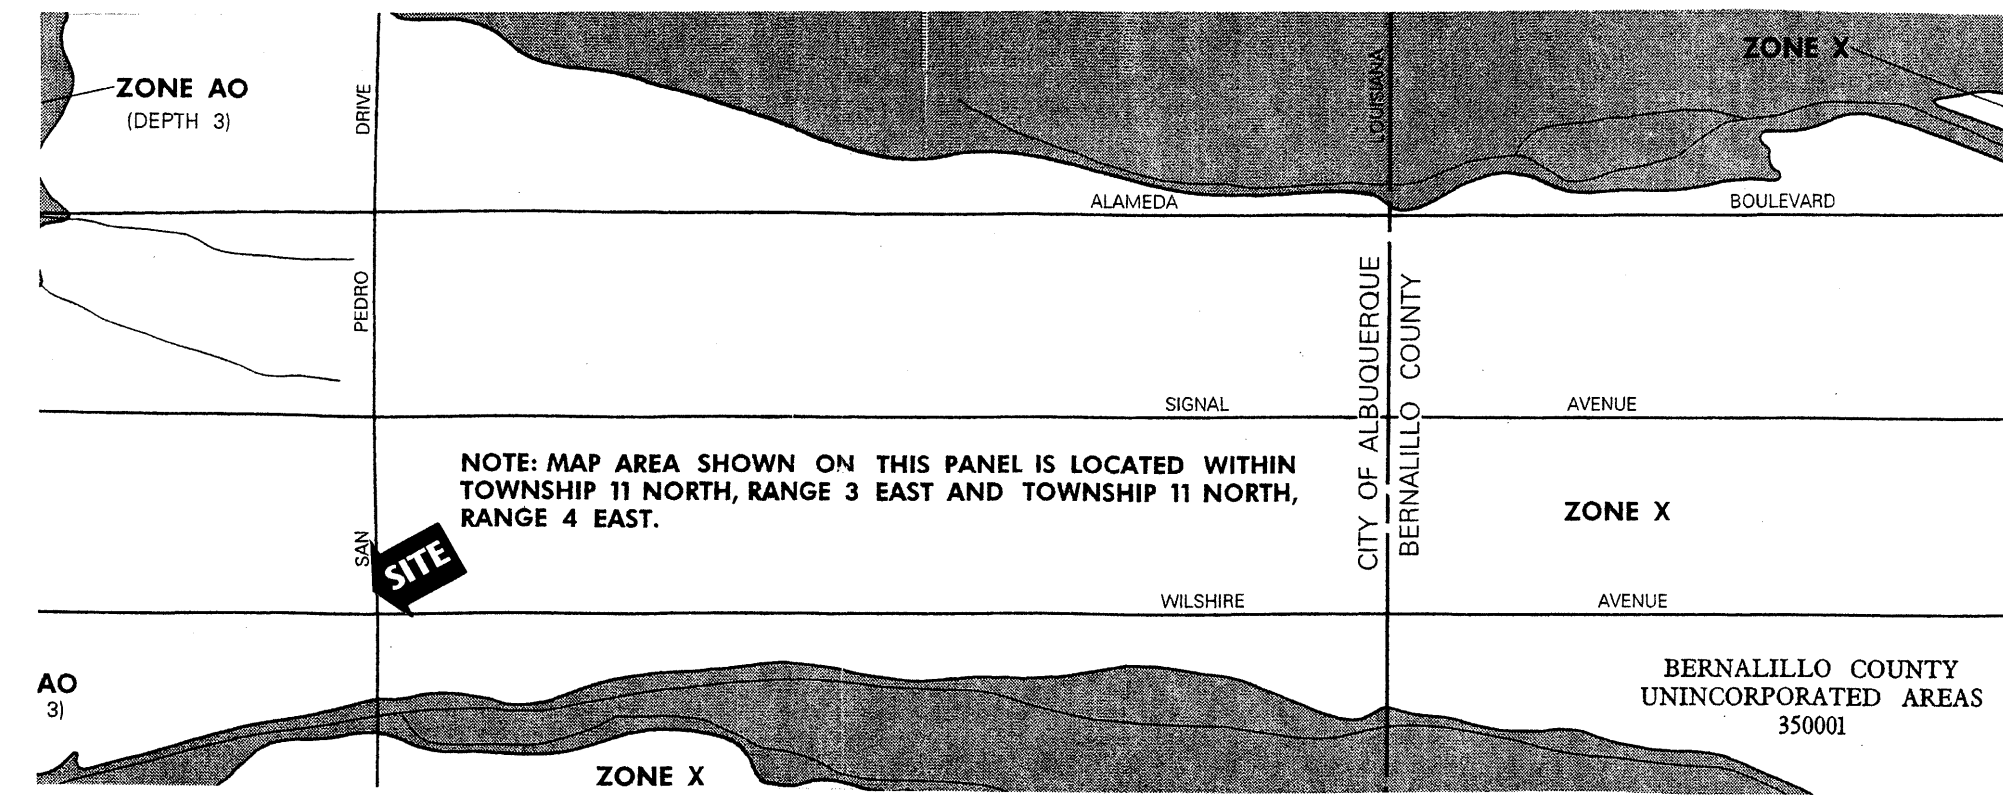 ZONE X
ZONE AO
(DEPTH 3)
DRIVE
LOUISIANA
ALAMEDA
BOULEVARD
PEDRO
CITY OF ALBUQUERQUE
BERNALILLO COUNTY
SIGNAL
AVENUE
NOTE: MAP AREA SHOWN ON THIS PANEL IS LOCATED WITHIN
TOWNSHIP 11 NORTH, RANGE 3 EAST AND TOWNSHIP 11 NORTH,
RANGE 4 EAST.
ZONE X
SAN
SITE
WILSHIRE
AVENUE
AO
3)
BERNALILLO COUNTY
UNINCORPORATED AREAS
350001
ZONE X